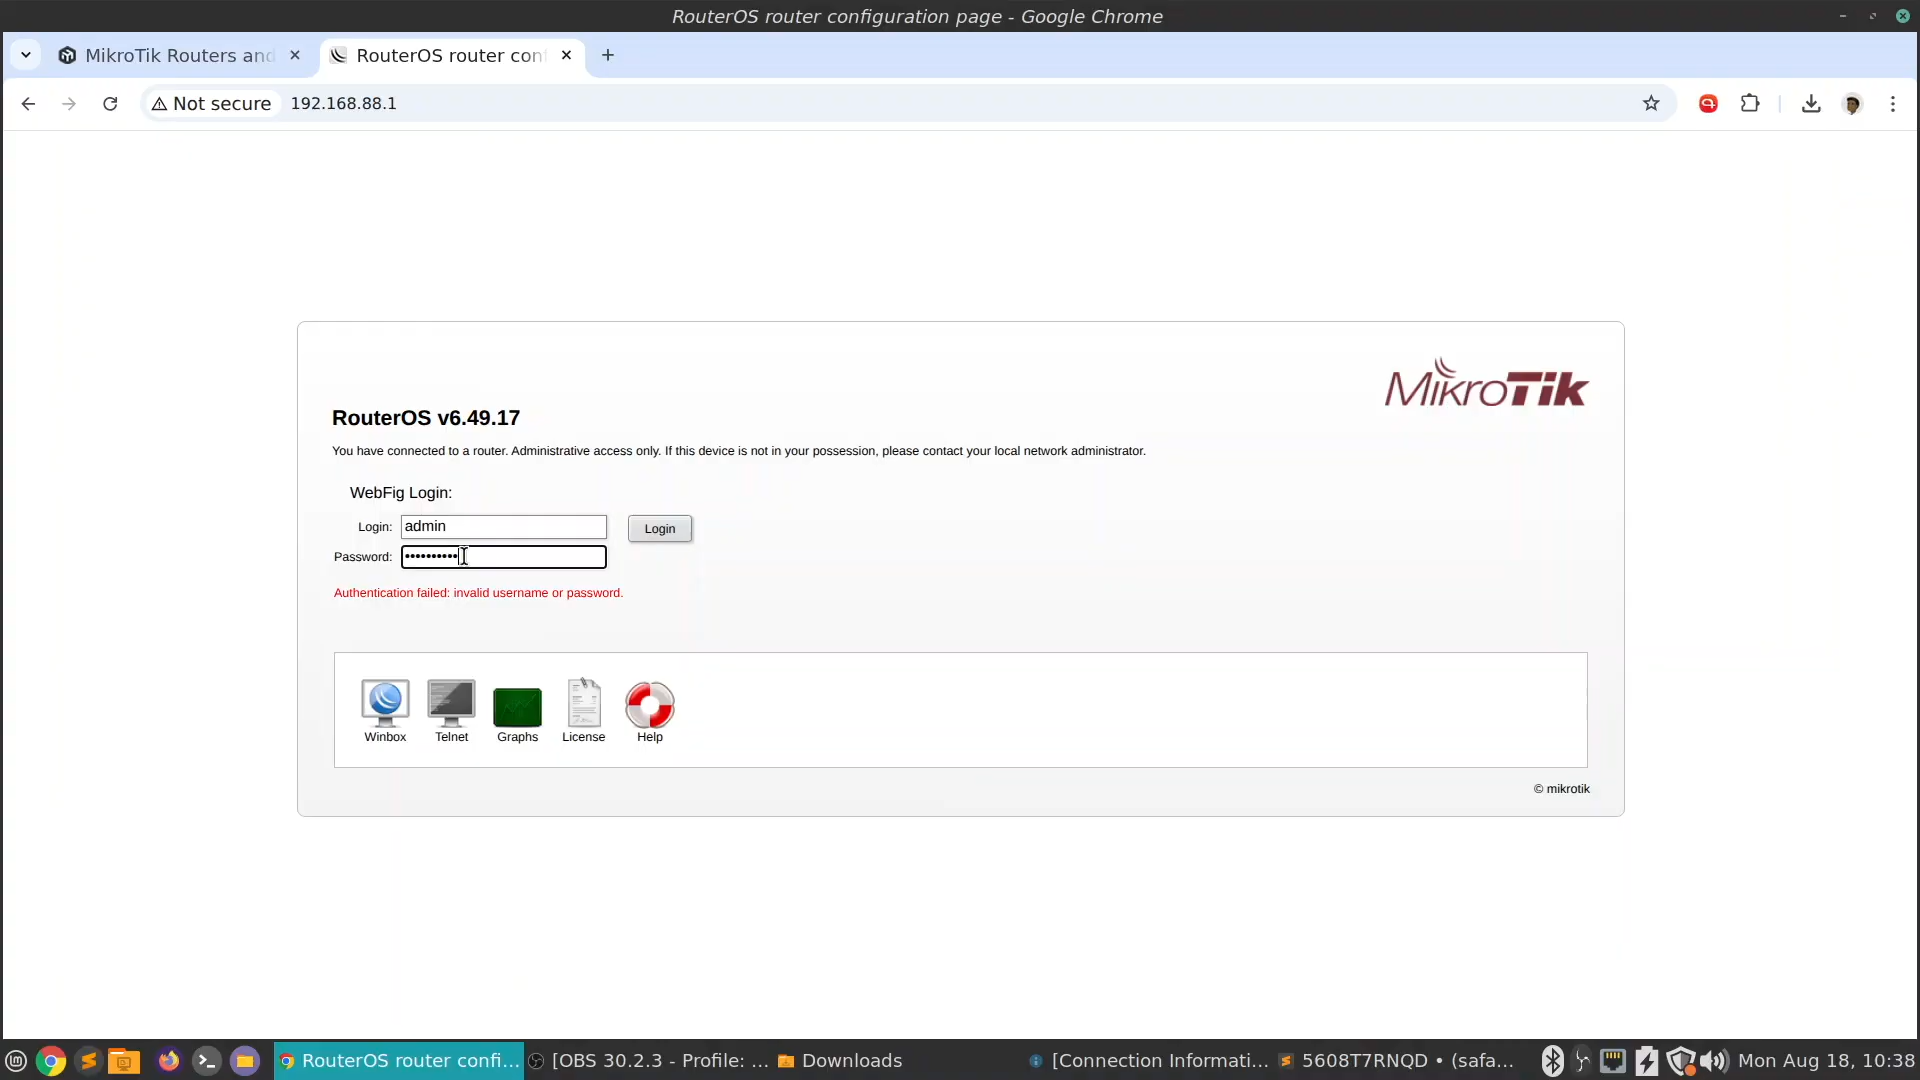 RouterOS router configuration page - Google Chrome
MikroTik Routers and
RouterOS router con
Not secure 192.168.88.1
MikroTik
RouterOS v6.49.17
You have connected to a router. Administrative access only. If this device is not in your possession, please contact your local network administrator.
WebFig Login:
Login: admin
Login
Password: ••••••••••
Authentication failed: invalid username or password.
Winbox Telnet Graphs License Help
© mikrotik
RouterOS router confi... [OBS 30.2.3 - Profile: ... Downloads [Connection Informati... 5608T7RNQD • (safa... Mon Aug 18, 10:38